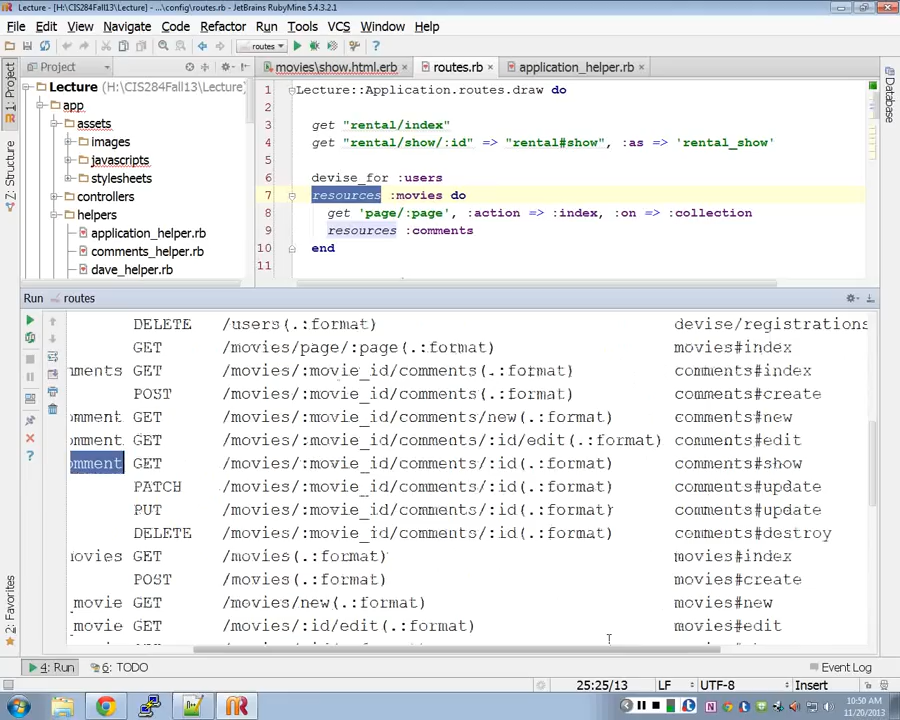 Lecture - [H:\CIS284Fall13\Lecture] - ...\config\routes.rb - JetBrains RubyMine 5.4.3.2.1
File Edit View Navigate Code Refactor Run Tools VCS Window Help
routes
1: Project
Project
movies\show.html.erb
routes.rb
application_helper.rb
Database
Lecture (H:\CIS284Fall13\Lecture)
app
assets
images
javascripts
stylesheets
controllers
helpers
application_helper.rb
comments_helper.rb
dave_helper.rb
Z: Structure
1 Lecture::Application.routes.draw do
2
3 get "rental/index"
4 get "rental/show/:id" => "rental#show", :as => 'rental_show'
5
6 devise_for :users
7 resources :movies do
8 get 'page/:page', :action => :index, :on => :collection
9 resources :comments
10 end
11
Run routes
DELETE /users(.:format) devise/registrations
GET /movies/page/:page(.:format) movies#index
mments GET /movies/:movie_id/comments(.:format) comments#index
POST /movies/:movie_id/comments(.:format) comments#create
omment GET /movies/:movie_id/comments/new(.:format) comments#new
omment GET /movies/:movie_id/comments/:id/edit(.:format) comments#edit
omment GET /movies/:movie_id/comments/:id(.:format) comments#show
PATCH /movies/:movie_id/comments/:id(.:format) comments#update
PUT /movies/:movie_id/comments/:id(.:format) comments#update
DELETE /movies/:movie_id/comments/:id(.:format) comments#destroy
movies GET /movies(.:format) movies#index
POST /movies(.:format) movies#create
_movie GET /movies/new(.:format) movies#new
_movie GET /movies/:id/edit(.:format) movies#edit
2: Favorites
4: Run
6: TODO
Event Log
25:25/13 LF UTF-8 Insert
10:50 AM
11/20/2013